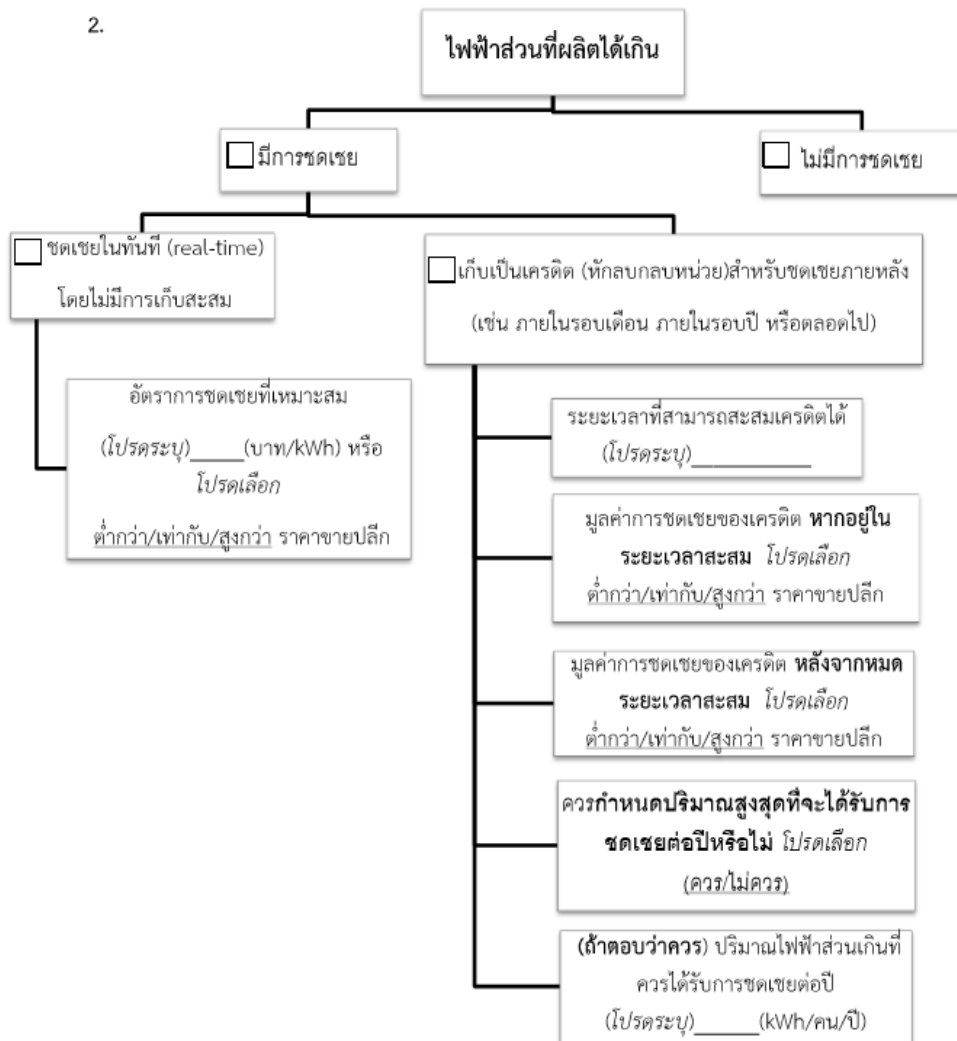 2.
ไฟฟ้าส่วนที่ผลิตได้เกิน
มีการชดเชย
ไม่มีการชดเชย
ชดเชยในทันที (real-time)
โดยไม่มีการเก็บสะสม
อัตราการชดเชยที่เหมาะสม
(โปรดระบุ)_____(บาท/kWh) หรือ
โปรดเลือก
ต่ำกว่า/เท่ากับ/สูงกว่า ราคาขายปลีก
เก็บเป็นเครดิต (หักลบกลบหน่วย)สำหรับชดเชยภายหลัง
(เช่น ภายในรอบเดือน ภายในรอบปี หรือตลอดไป)
ระยะเวลาที่สามารถสะสมเครดิตได้
(โปรดระบุ)___________
มูลค่าการชดเชยของเครดิต หากอยู่ใน
ระยะเวลาสะสม โปรดเลือก
ต่ำกว่า/เท่ากับ/สูงกว่า ราคาขายปลีก
มูลค่าการชดเชยของเครดิต หลังจากหมด
ระยะเวลาสะสม โปรดเลือก
ต่ำกว่า/เท่ากับ/สูงกว่า ราคาขายปลีก
ควรกำหนดปริมาณสูงสุดที่จะได้รับการ
ชดเชยต่อปีหรือไม่ โปรดเลือก
(ควร/ไม่ควร)
(ถ้าตอบว่าควร) ปริมาณไฟฟ้าส่วนเกินที่
ควรได้รับการชดเชยต่อปี
(โปรดระบุ)______(kWh/คน/ปี)